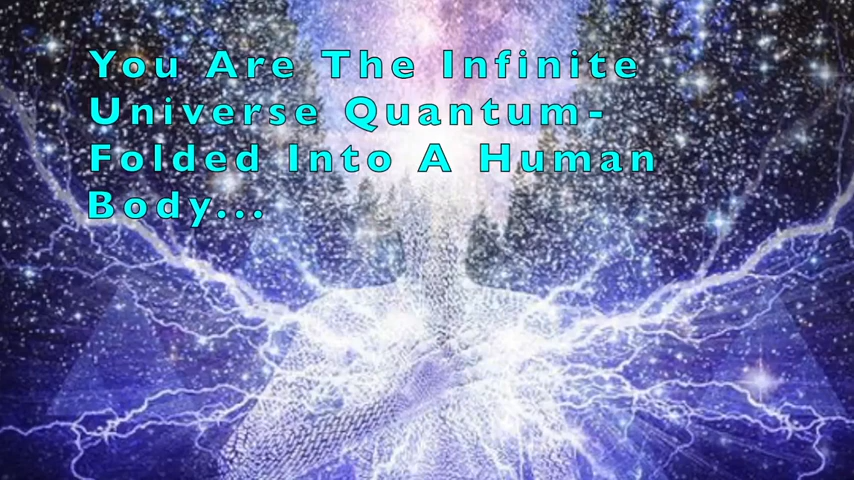 You Are The Infinite
Universe Quantum-
Folded Into A Human
Body...